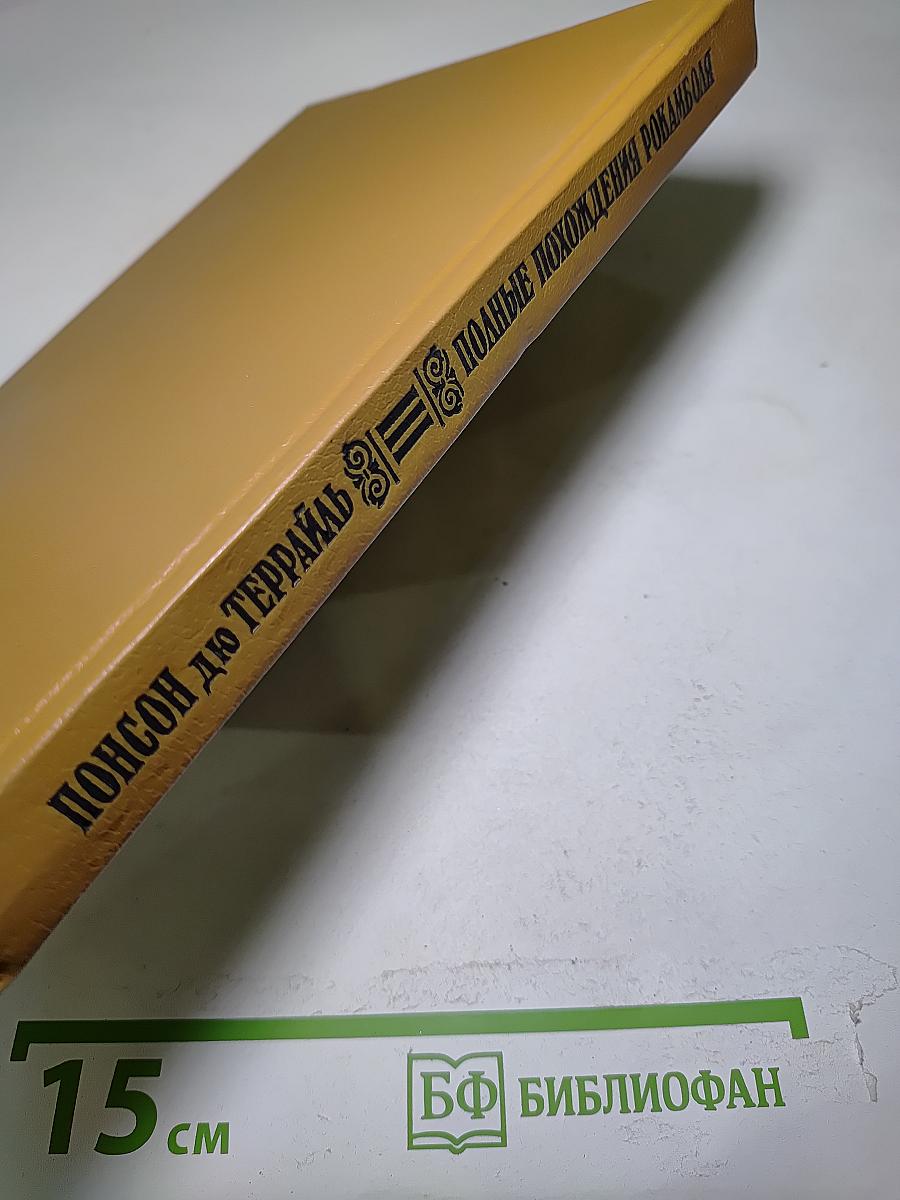 ПОНСОН дю ТЕРРАЙЛЬ III ПОЛНЫЕ ПОХОЖДЕНИЯ РОКАМБОЛЯ
15 см
БФ БИБЛИОФАН